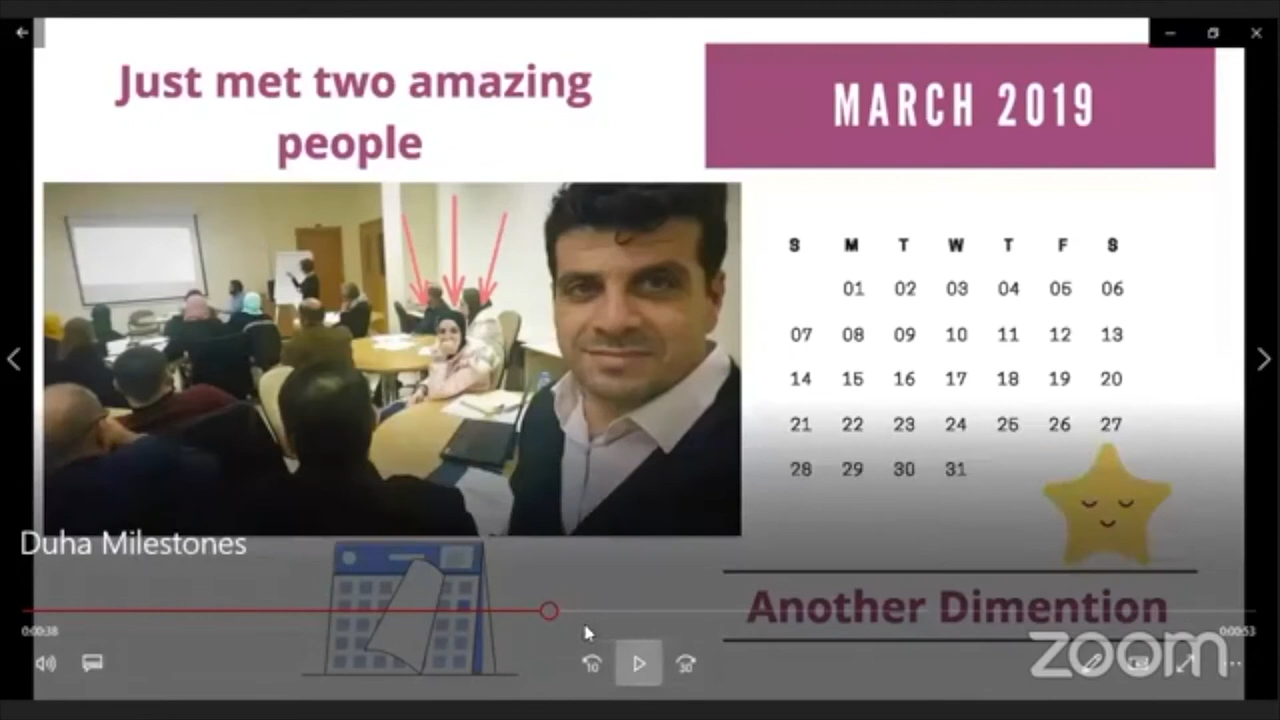 Just met two amazing
people
MARCH 2019
S M T W T F S
01 02 03 04 05 06
07 08 09 10 11 12 13
14 15 16 17 18 19 20
21 22 23 24 25 26 27
28 29 30 31
Duha Milestones
Another Dimention
0:00:38
0:00:53
10
30
zoom